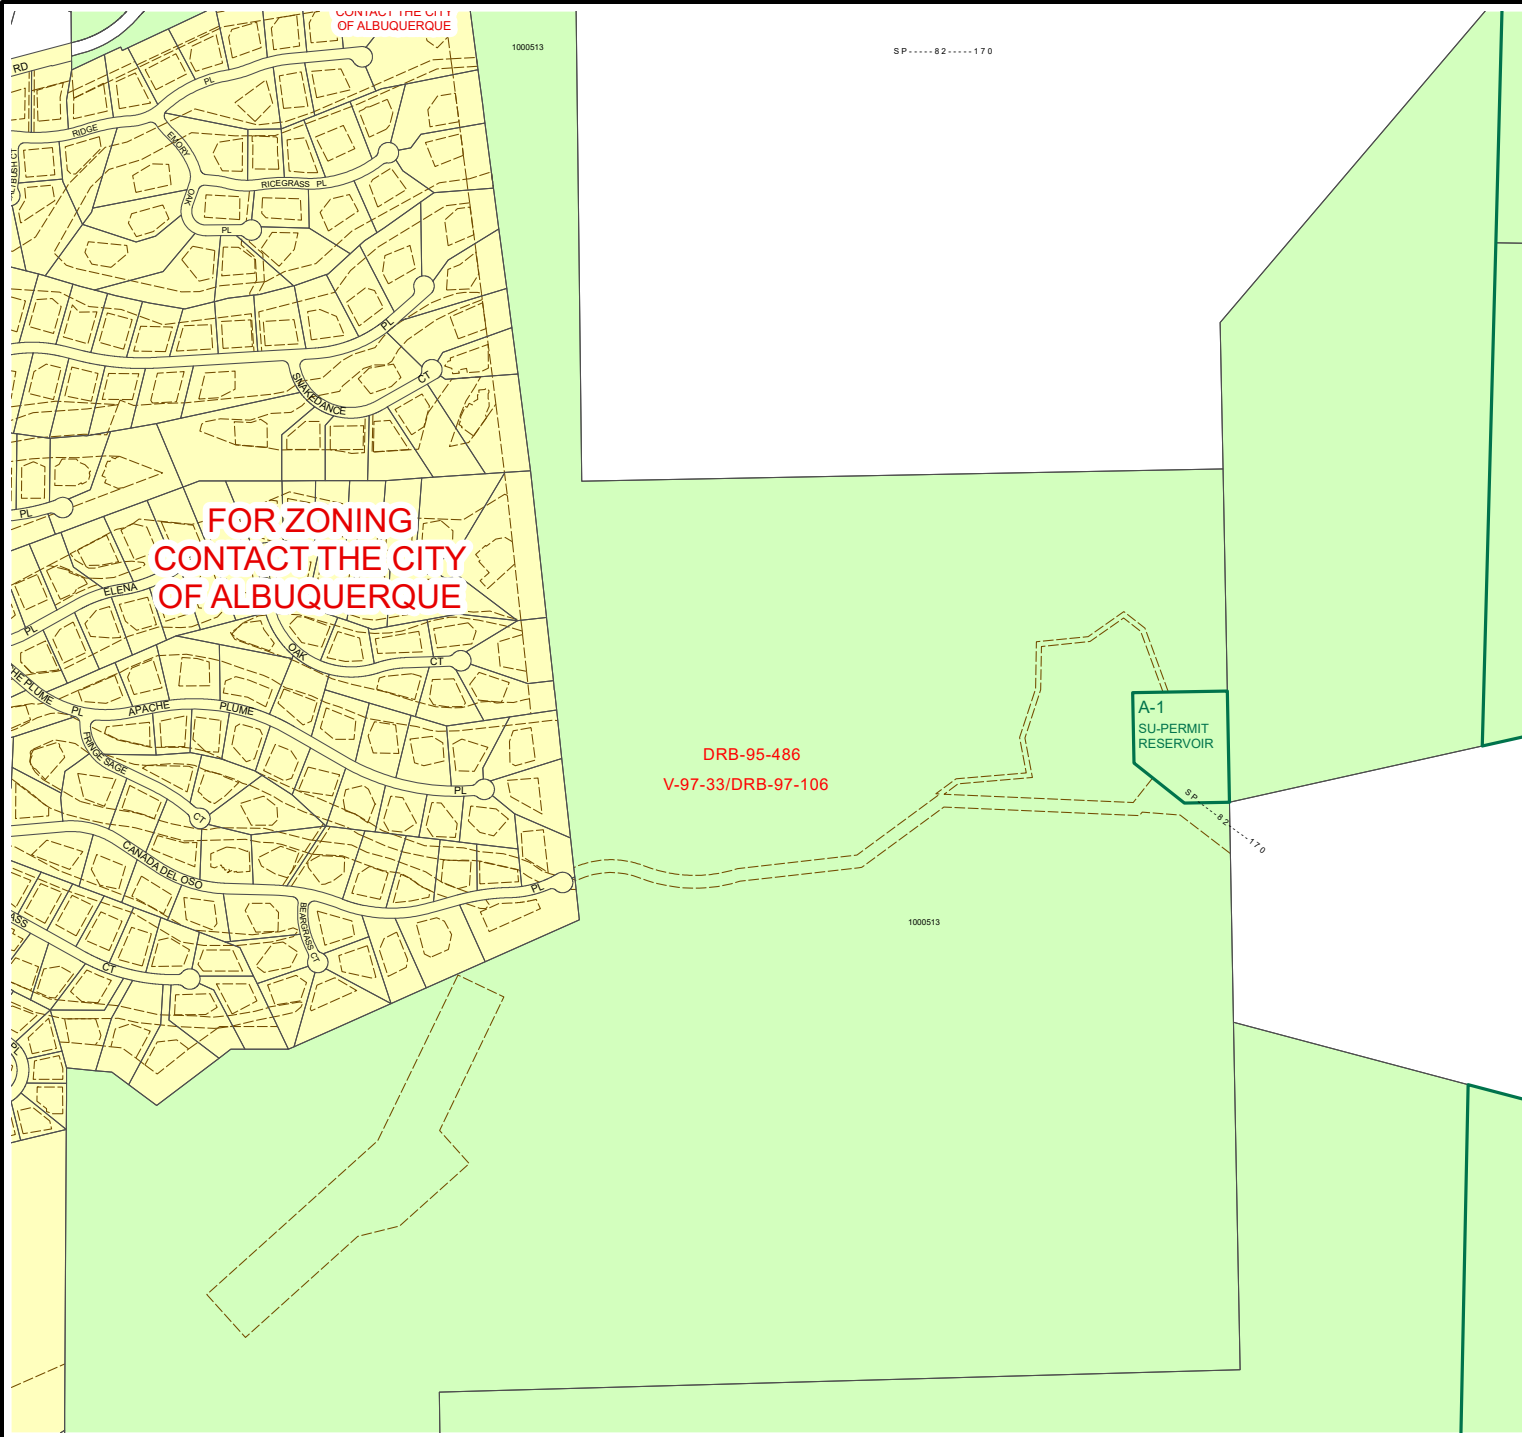 CONTACT THE CITY
OF ALBUQUERQUE
1000513
SP-----82-----170
RD
PL
RIDGE
EMORY
OAK
RICEGRASS PL
PL
PL
SNAKEDANCE
CT
PL
FOR ZONING
CONTACT THE CITY
OF ALBUQUERQUE
ELENA
PL
OAK
CT
PLUME
PL
APACHE
PLUME
PL
FRINGE SAGE
CT
A-1
SU-PERMIT
RESERVOIR
DRB-95-486
V-97-33/DRB-97-106
SP-----82-----170
CANADA DEL OSO
PL
BEARGRASS CT
1000513
CT
PL